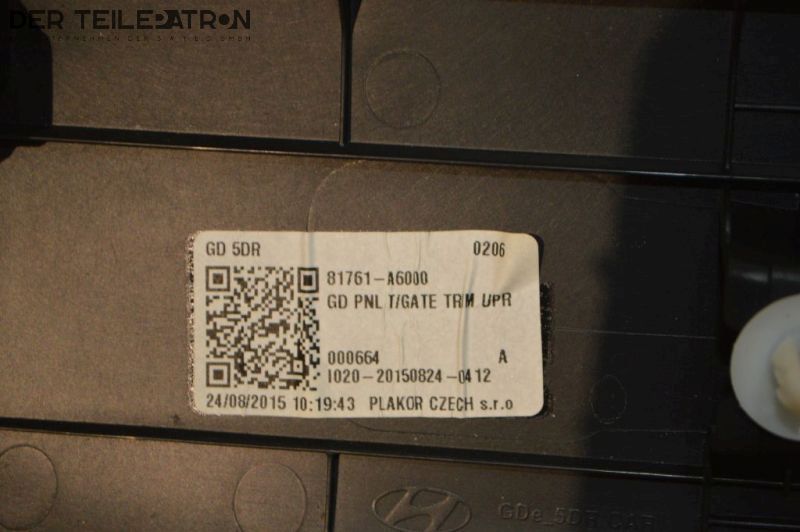 DER TEILEPATRON
GD 5DR 0206
81761-A6000
GD PNL T/GATE TRM UPR
000664 A
I020-20150824-0412
24/08/2015 10:19:43 PLAKOR CZECH s.r.o
GDe_5DR